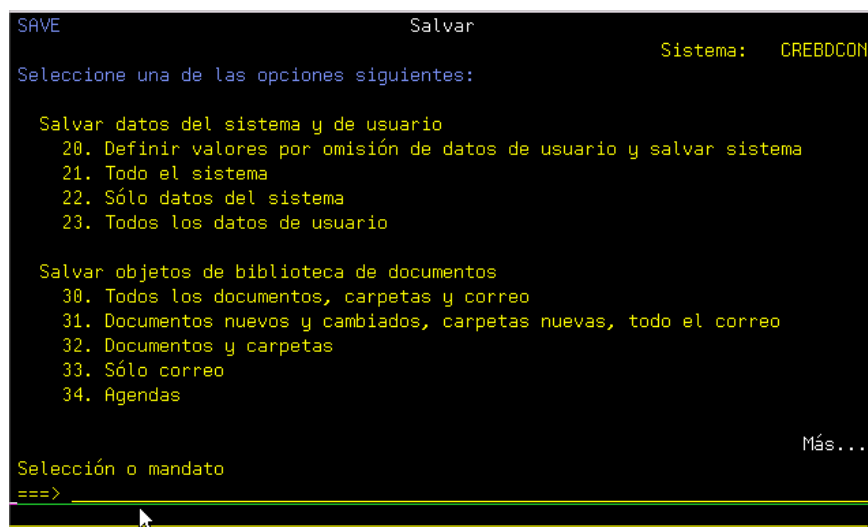 SAVE Salvar
Sistema: CREBDCON
Seleccione una de las opciones siguientes:
Salvar datos del sistema y de usuario
20. Definir valores por omisión de datos de usuario y salvar sistema
21. Todo el sistema
22. Sólo datos del sistema
23. Todos los datos de usuario
Salvar objetos de biblioteca de documentos
30. Todos los documentos, carpetas y correo
31. Documentos nuevos y cambiados, carpetas nuevas, todo el correo
32. Documentos y carpetas
33. Sólo correo
34. Agendas
Más...
Selección o mandato
===>